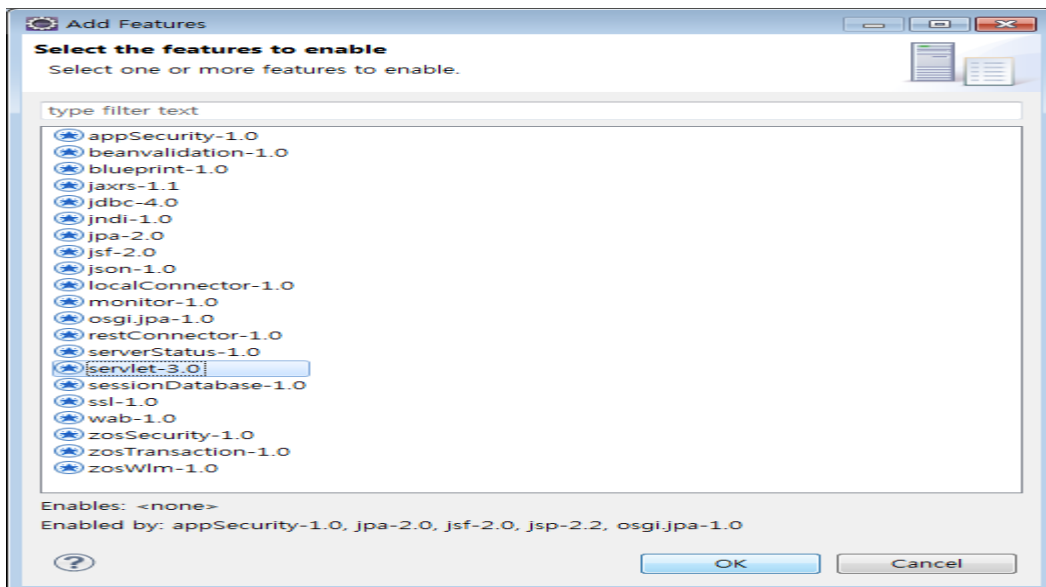 Add Features
Select the features to enable
Select one or more features to enable.
type filter text
appSecurity-1.0
beanvalidation-1.0
blueprint-1.0
jaxrs-1.1
jdbc-4.0
jndi-1.0
jpa-2.0
jsf-2.0
json-1.0
localConnector-1.0
monitor-1.0
osgi.jpa-1.0
restConnector-1.0
serverStatus-1.0
servlet-3.0
sessionDatabase-1.0
ssl-1.0
wab-1.0
zosSecurity-1.0
zosTransaction-1.0
zosWlm-1.0
Enables: <none>
Enabled by: appSecurity-1.0, jpa-2.0, jsf-2.0, jsp-2.2, osgi.jpa-1.0
?
OK
Cancel